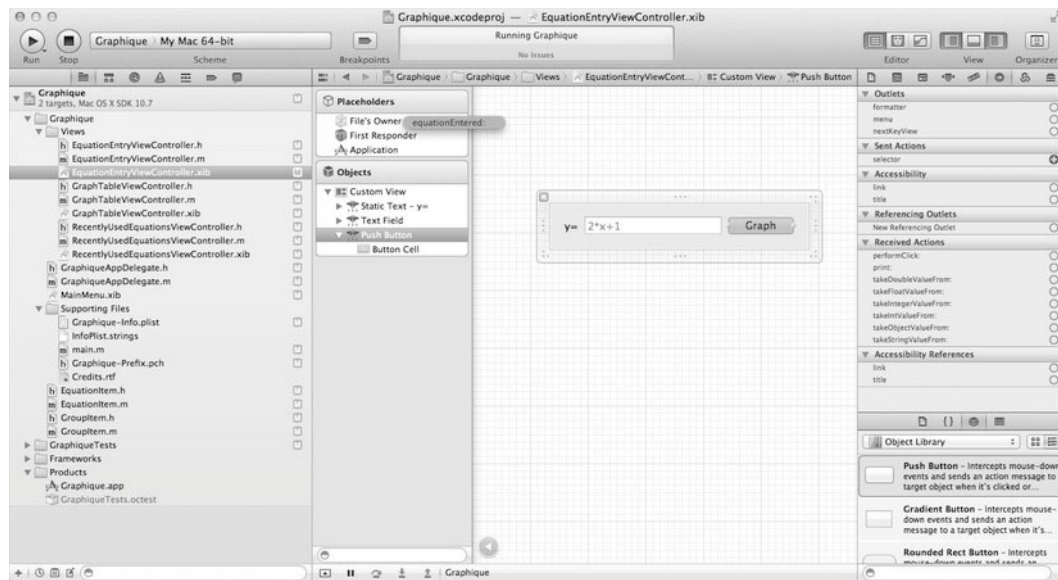 Graphique.xcodeproj — EquationEntryViewController.xib
Run Stop
Graphique My Mac 64-bit
Scheme
Breakpoints
Running Graphique
No Issues
Editor View Organizer
Graphique
2 targets, Mac OS X SDK 10.7
Graphique
Views
EquationEntryViewController.h
EquationEntryViewController.m
EquationEntryViewController.xib
GraphTableViewController.h
GraphTableViewController.m
GraphTableViewController.xib
RecentlyUsedEquationsViewController.h
RecentlyUsedEquationsViewController.m
RecentlyUsedEquationsViewController.xib
GraphiqueAppDelegate.h
GraphiqueAppDelegate.m
MainMenu.xib
Supporting Files
Graphique-Info.plist
InfoPlist.strings
main.m
Graphique-Prefix.pch
Credits.rtf
EquationItem.h
EquationItem.m
GroupItem.h
GroupItem.m
GraphiqueTests
Frameworks
Products
Graphique.app
GraphiqueTests.octest
Graphique Graphique Views EquationEntryViewCont... Custom View Push Button
Placeholders
File's Owner
equationEntered:
First Responder
Application
Objects
Custom View
Static Text - y=
Text Field
Push Button
Button Cell
y= 2*x+1 Graph
Graphique
Outlets
formatter
menu
nextKeyView
Sent Actions
selector
Accessibility
link
title
Referencing Outlets
New Referencing Outlet
Received Actions
performClick:
print:
takeDoubleValueFrom:
takeFloatValueFrom:
takeIntegerValueFrom:
takeIntValueFrom:
takeObjectValueFrom:
takeStringValueFrom:
Accessibility References
link
title
Object Library
Push Button - Intercepts mouse-down
events and sends an action message to
target object when it's clicked or...
Gradient Button - Intercepts mouse-
down events and sends an action
message to a target object when it's...
Rounded Rect Button - Intercepts
mouse-down events and sends an